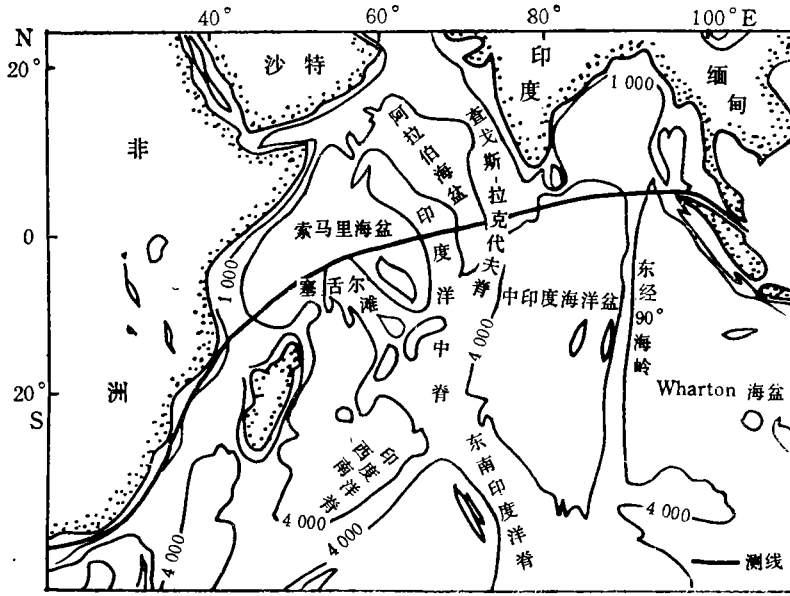 40°
60°
80°
100°E
N
20°
0
20°
S
沙特
印度
缅甸
非洲
阿拉伯海盆
查戈斯-拉克代夫脊
索马里海盆
印度洋中脊
塞舌尔滩
中印度海洋盆
东经90°海岭
Wharton 海盆
西南印度洋脊
东南印度洋脊
1 000
1 000
4 000
4 000
4 000
4 000
4 000
测线